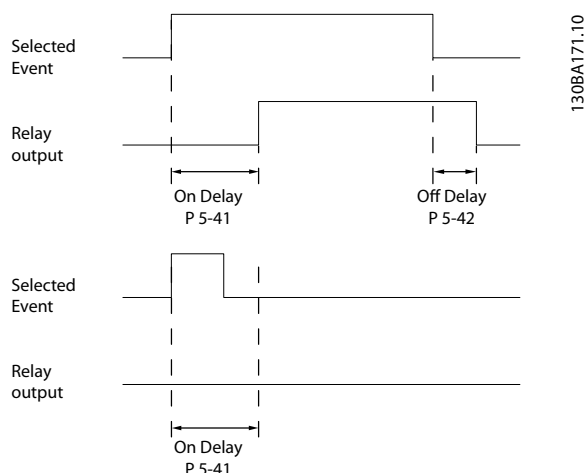 Selected
Event
130BA171.10
Relay
output
On Delay
P 5-41
Off Delay
P 5-42
Selected
Event
Relay
output
On Delay
P 5-41